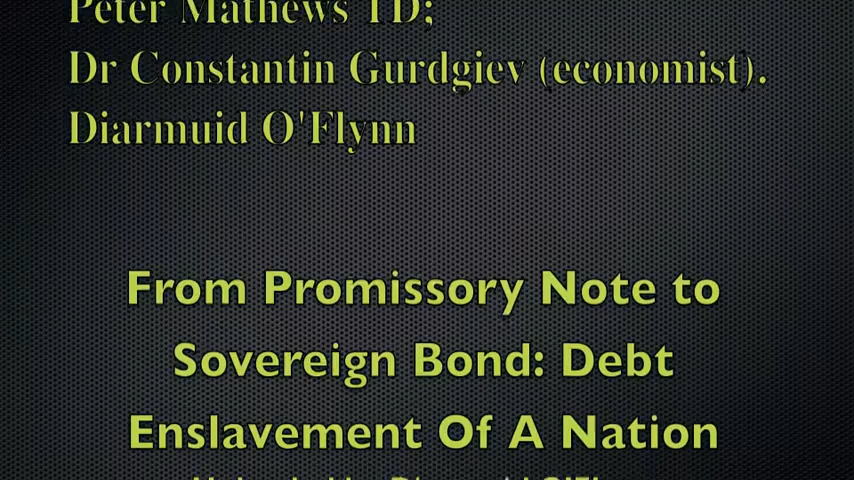 Peter Mathews TD;
Dr Constantin Gurdgiev (economist).
Diarmuid O'Flynn
From Promissory Note to
Sovereign Bond: Debt
Enslavement Of A Nation